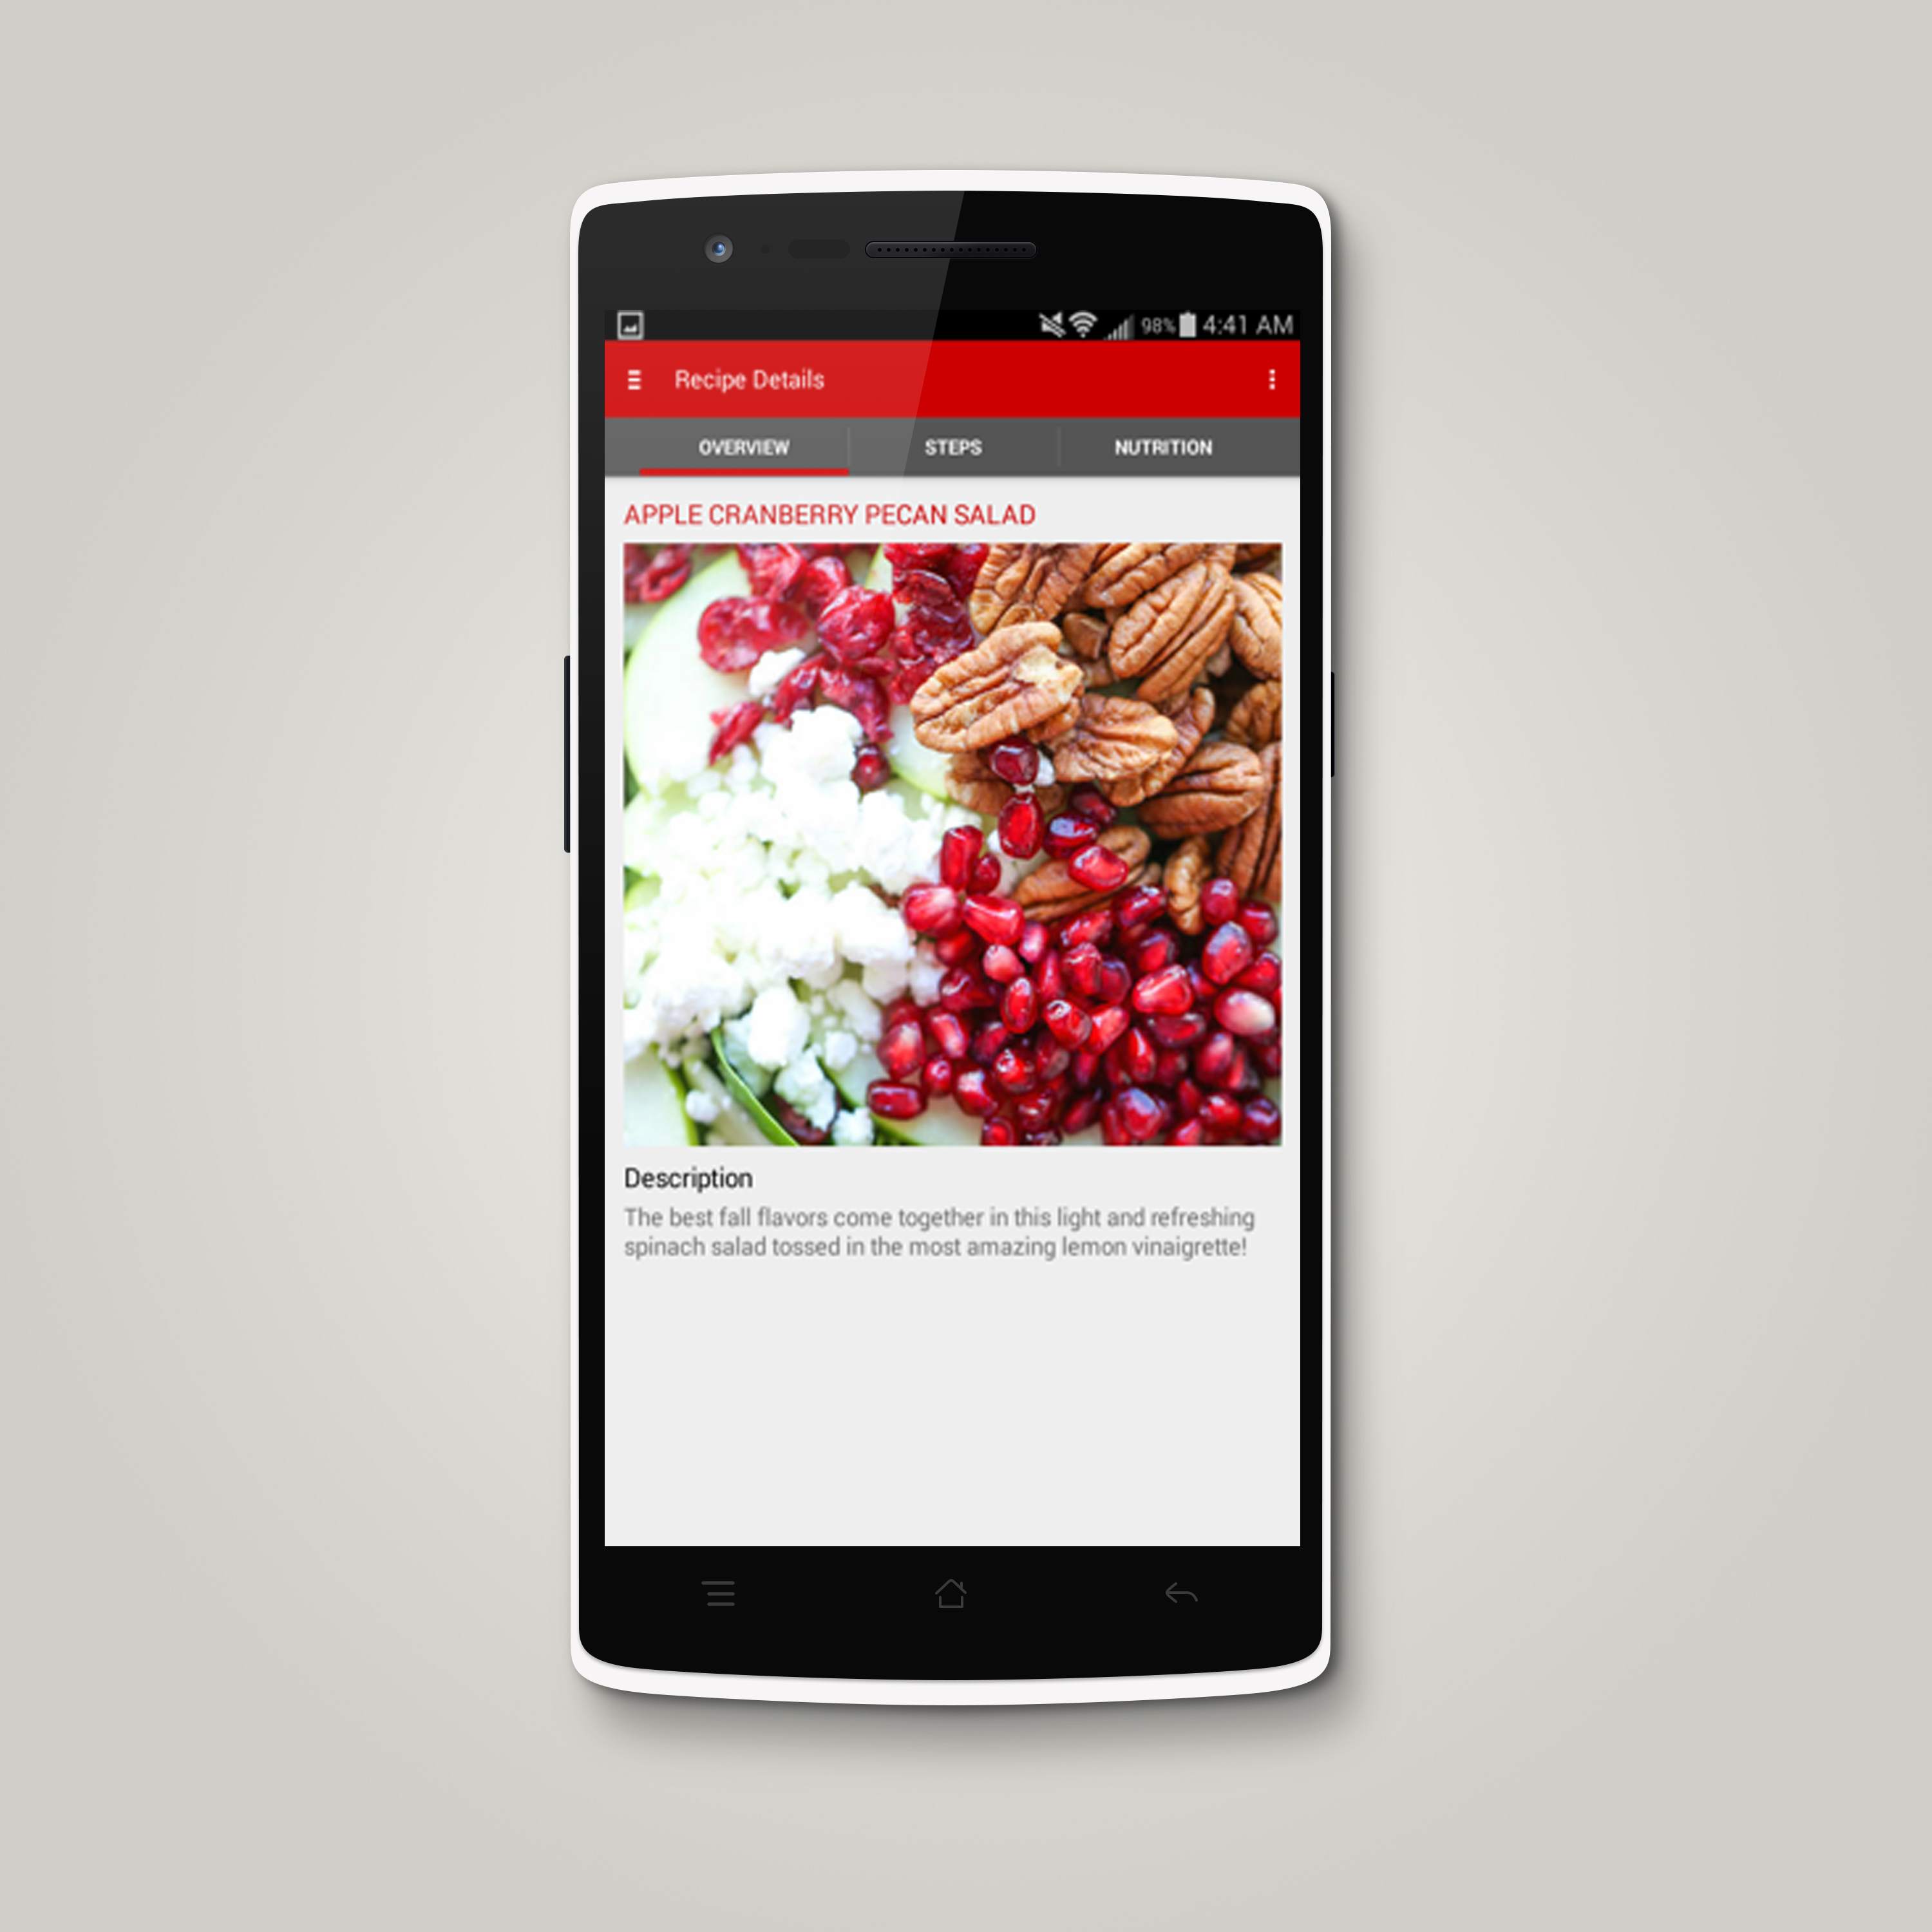 98% 4:41 AM
Recipe Details
OVERVIEW STEPS NUTRITION
APPLE CRANBERRY PECAN SALAD
Description
The best fall flavors come together in this light and refreshing
spinach salad tossed in the most amazing lemon vinaigrette!